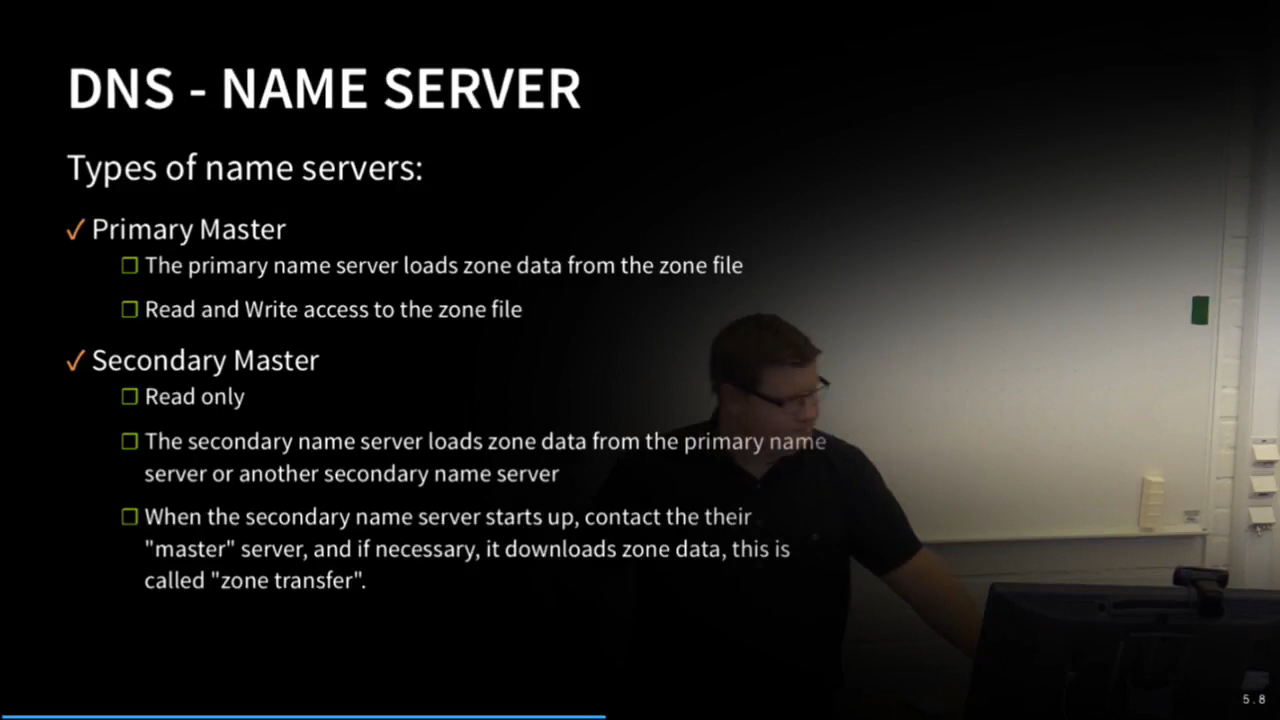 DNS - NAME SERVER
Types of name servers:
✓ Primary Master
❐ The primary name server loads zone data from the zone file
❐ Read and Write access to the zone file
✓ Secondary Master
❐ Read only
❐ The secondary name server loads zone data from the primary name
server or another secondary name server
❐ When the secondary name server starts up, contact the their
"master" server, and if necessary, it downloads zone data, this is
called "zone transfer".
5.8